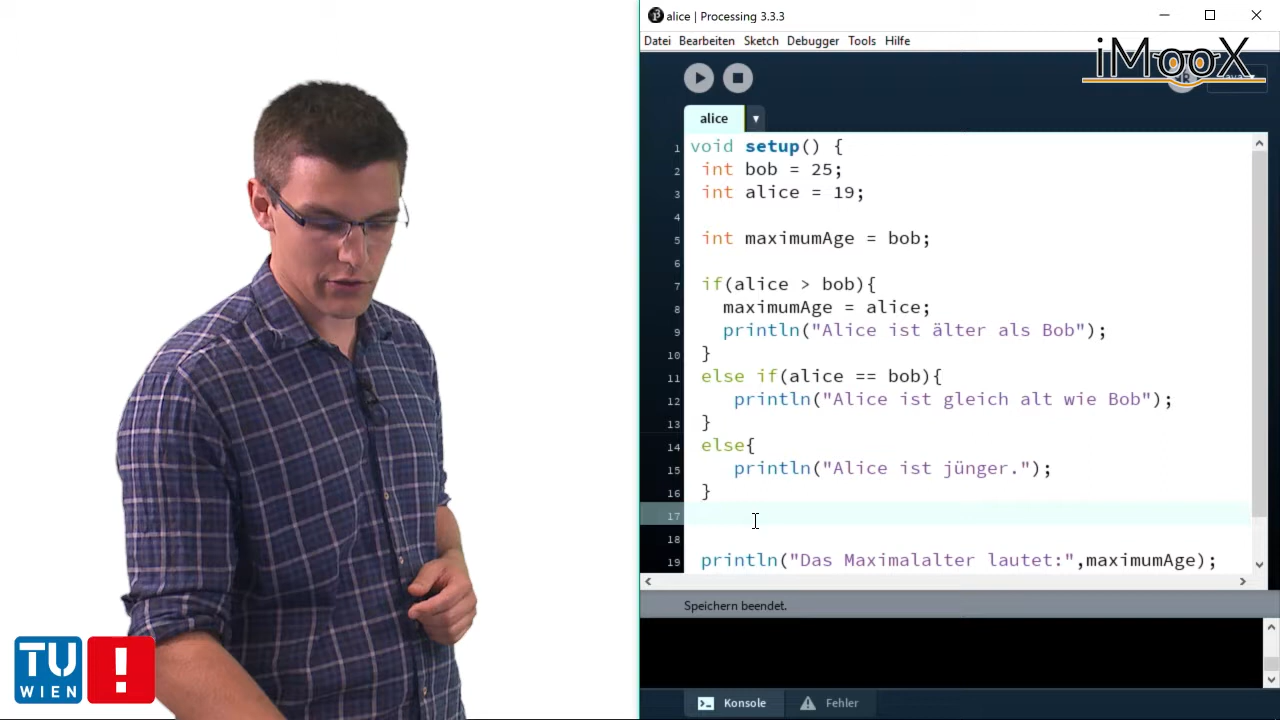 alice | Processing 3.3.3
Datei Bearbeiten Sketch Debugger Tools Hilfe
iMooX
alice
1 void setup() {
2 int bob = 25;
3 int alice = 19;
4
5 int maximumAge = bob;
6
7 if(alice > bob){
8 maximumAge = alice;
9 println("Alice ist älter als Bob");
10 }
11 else if(alice == bob){
12 println("Alice ist gleich alt wie Bob");
13 }
14 else{
15 println("Alice ist jünger.");
16 }
17
18
19 println("Das Maximalalter lautet:",maximumAge);
Speichern beendet.
Konsole Fehler
TU
WIEN
!